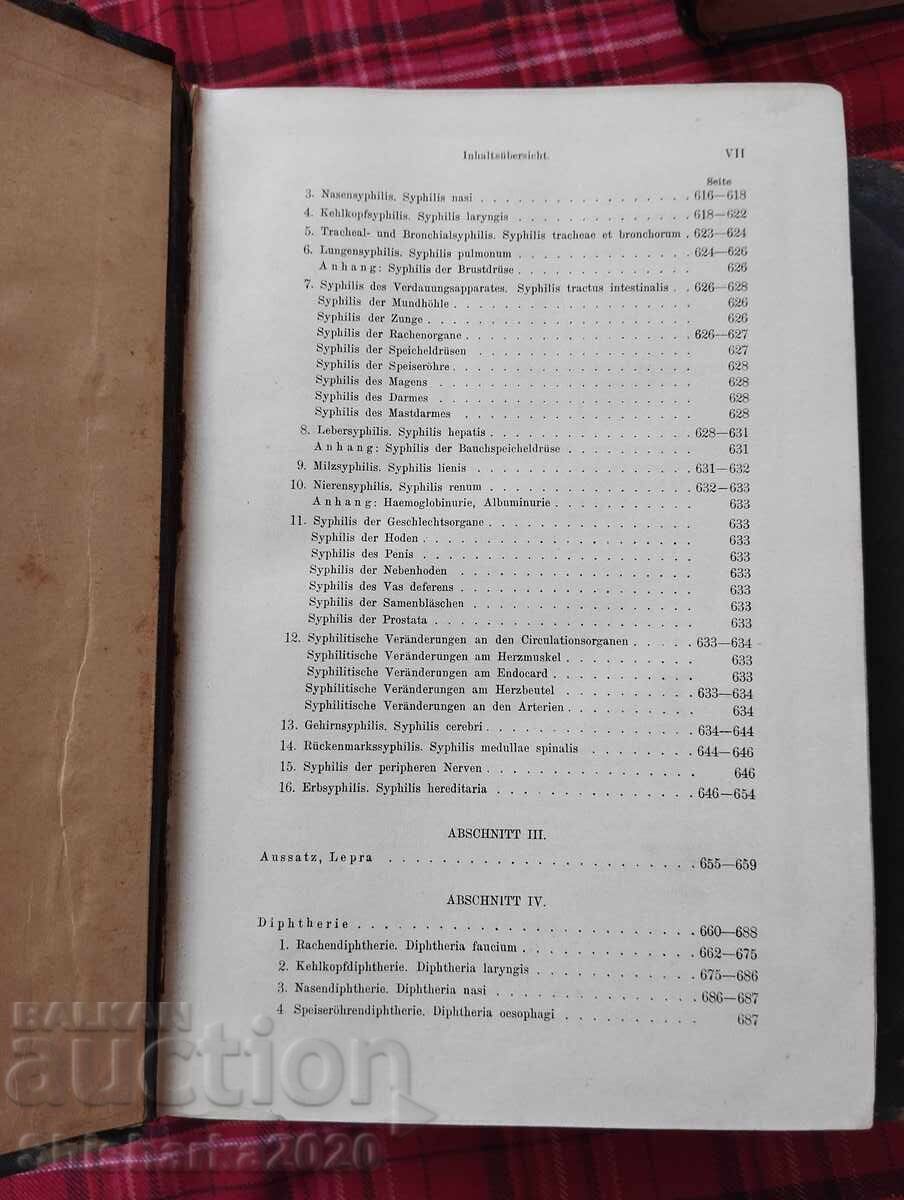 Inhaltsübersicht. VII
Seite
3. Nasensyphilis. Syphilis nasi . . . . . . . . . . . . . . . . . 616—618
4. Kehlkopfsyphilis. Syphilis laryngis . . . . . . . . . . . . . 618—622
5. Tracheal- und Bronchialsyphilis. Syphilis tracheae et bronchorum . 623—624
6. Lungensyphilis. Syphilis pulmonum . . . . . . . . . . . . . 624—626
Anhang: Syphilis der Brustdrüse . . . . . . . . . . . . 626
7. Syphilis des Verdauungsapparates. Syphilis tractus intestinalis . . 626—628
Syphilis der Mundhöhle . . . . . . . . . . . . . . . . . 626
Syphilis der Zunge . . . . . . . . . . . . . . . . . . . 626
Syphilis der Rachenorgane . . . . . . . . . . . . . . . . 626—627
Syphilis der Speicheldrüsen . . . . . . . . . . . . . . . 627
Syphilis der Speiseröhre . . . . . . . . . . . . . . . . . 628
Syphilis des Magens . . . . . . . . . . . . . . . . . . 628
Syphilis des Darmes . . . . . . . . . . . . . . . . . . 628
Syphilis des Mastdarmes . . . . . . . . . . . . . . . . 628
8. Lebersyphilis. Syphilis hepatis . . . . . . . . . . . . . . . 628—631
Anhang: Syphilis der Bauchspeicheldrüse . . . . . . . . . 631
9. Milzsyphilis. Syphilis lienis . . . . . . . . . . . . . . . . 631—632
10. Nierensyphilis. Syphilis renum . . . . . . . . . . . . . . . 632—633
Anhang: Haemoglobinurie, Albuminurie . . . . . . . . . . 633
11. Syphilis der Geschlechtsorgane . . . . . . . . . . . . . . . 633
Syphilis der Hoden . . . . . . . . . . . . . . . . . . . 633
Syphilis des Penis . . . . . . . . . . . . . . . . . . . 633
Syphilis der Nebenhoden . . . . . . . . . . . . . . . . 633
Syphilis des Vas deferens . . . . . . . . . . . . . . . . 633
Syphilis der Samenbläschen . . . . . . . . . . . . . . . 633
Syphilis der Prostata . . . . . . . . . . . . . . . . . . 633
12. Syphilitische Veränderungen an den Circulationsorganen . . . . . 633—634
Syphilitische Veränderungen am Herzmuskel . . . . . . . . . 633
Syphilitische Veränderungen am Endocard . . . . . . . . . . 633
Syphilitische Veränderungen am Herzbeutel . . . . . . . . . 633—634
Syphilitische Veränderungen an den Arterien . . . . . . . . . 634
13. Gehirnsyphilis. Syphilis cerebri . . . . . . . . . . . . . . . 634—644
14. Rückenmarkssyphilis. Syphilis medullae spinalis . . . . . . . . 644—646
15. Syphilis der peripheren Nerven . . . . . . . . . . . . . . . 646
16. Erbsyphilis. Syphilis hereditaria . . . . . . . . . . . . . . . 646—654
ABSCHNITT III.
Aussatz, Lepra . . . . . . . . . . . . . . . . . . . . . . 655—659
ABSCHNITT IV.
Diphtherie . . . . . . . . . . . . . . . . . . . . . . . . 660—688
1. Rachendiphtherie. Diphtheria faucium . . . . . . . . . . . . 662—675
2. Kehlkopfdiphtherie. Diphtheria laryngis . . . . . . . . . . . 675—686
3. Nasendiphtherie. Diphtheria nasi . . . . . . . . . . . . . . 686—687
4 Speiseröhrendiphtherie. Diphtheria oesophagi . . . . . . . . . 687
BALKAN
auction
Shisharka2020